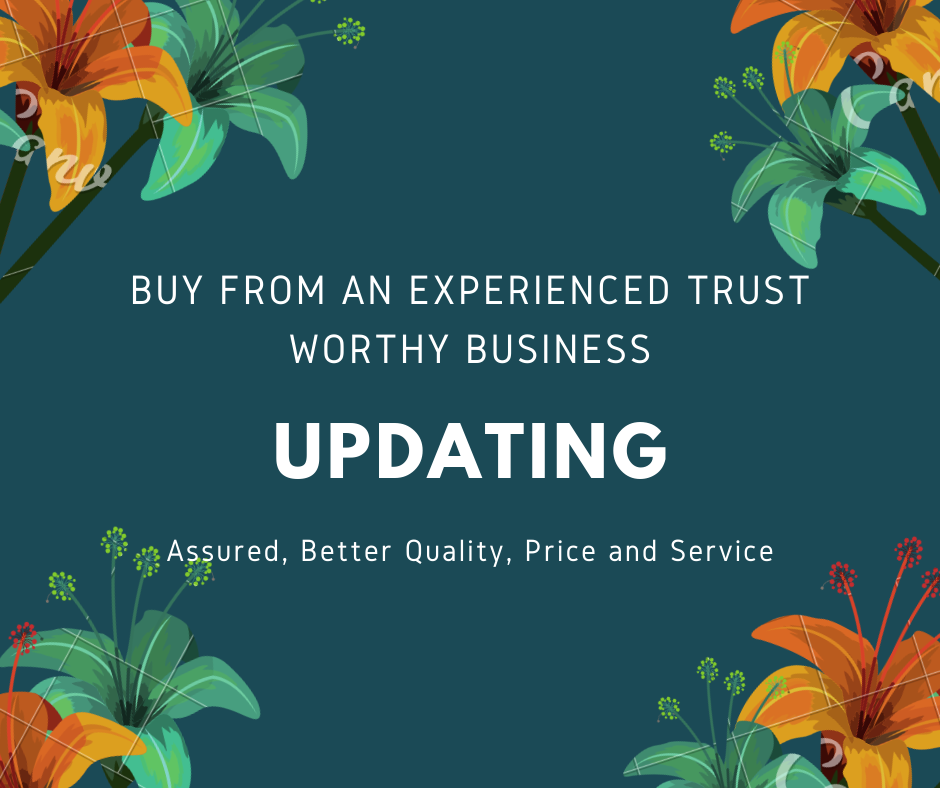 BUY FROM AN EXPERIENCED TRUST
WORTHY BUSINESS
UPDATING
Assured, Better Quality, Price and Service